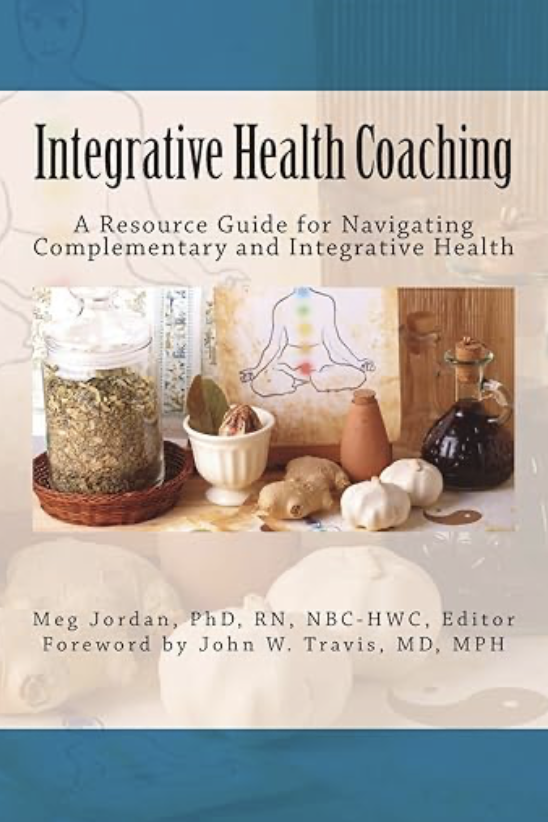 Integrative Health Coaching
A Resource Guide for Navigating
Complementary and Integrative Health
Meg Jordan, PhD, RN, NBC-HWC, Editor
Foreword by John W. Travis, MD, MPH